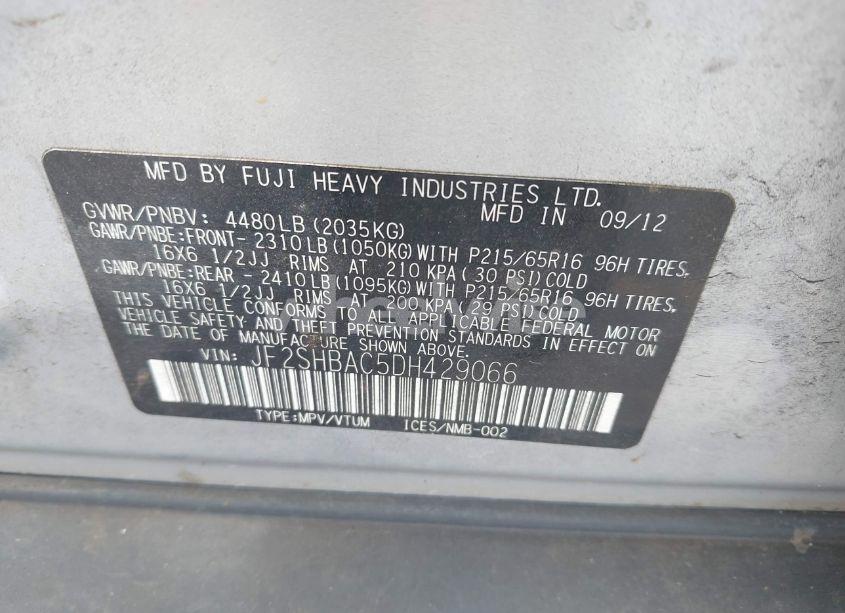 MFD BY FUJI HEAVY INDUSTRIES LTD.
MFD IN 09/12
GVWR/PNBV: 4480LB (2035KG)
GAWR/PNBE:FRONT- 2310LB (1050KG) WITH P215/65R16 96H TIRES,
16X6 1/2JJ RIMS AT 210 KPA( 30 PSI) COLD
GAWR/PNBE:REAR - 2410LB (1095KG) WITH P215/65R16 96H TIRES,
16X6 1/2JJ RIMS AT 200 KPA (29 PSI) COLD
THIS VEHICLE CONFORMS TO ALL APPLICABLE FEDERAL MOTOR
VEHICLE SAFETY AND THEFT PREVENTION STANDARDS IN EFFECT ON
THE DATE OF MANUFACTURE SHOWN ABOVE.
VIN: JF2SHBAC5DH429066
TYPE:MPV/VTUM ICES/NMB-002